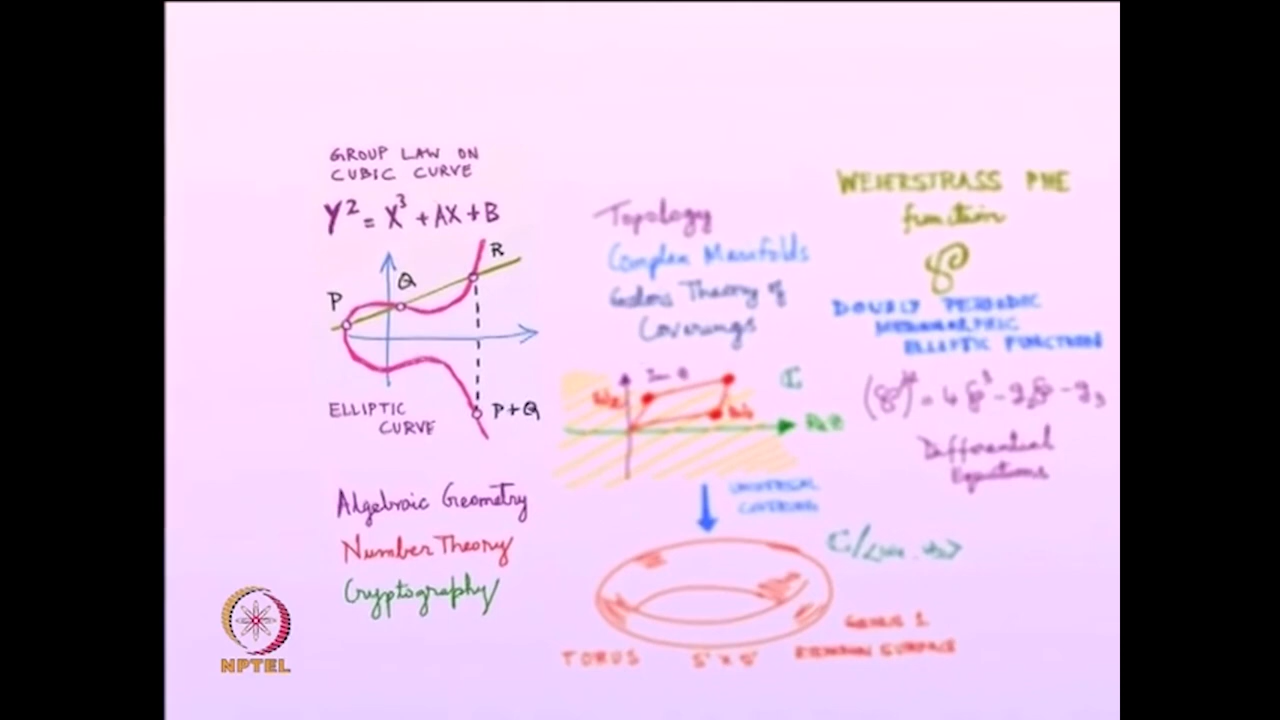 GROUP LAW ON
CUBIC CURVE
Y² = X³ + AX + B
R
Q
P
P+Q
ELLIPTIC
CURVE
Algebraic Geometry
Number Theory
Cryptography
Topology
Complex Manifolds
Galois Theory of
Coverings
Im
ℂ
UNIVERSAL
COVERING
TORUS
S¹ × S¹
GENUS 1
RIEMANN SURFACE
WEIERSTRASS PHE
function
℘
DOUBLY PERIODIC
MEROMORPHIC
ELLIPTIC FUNCTION
Differential
Equations
NPTEL